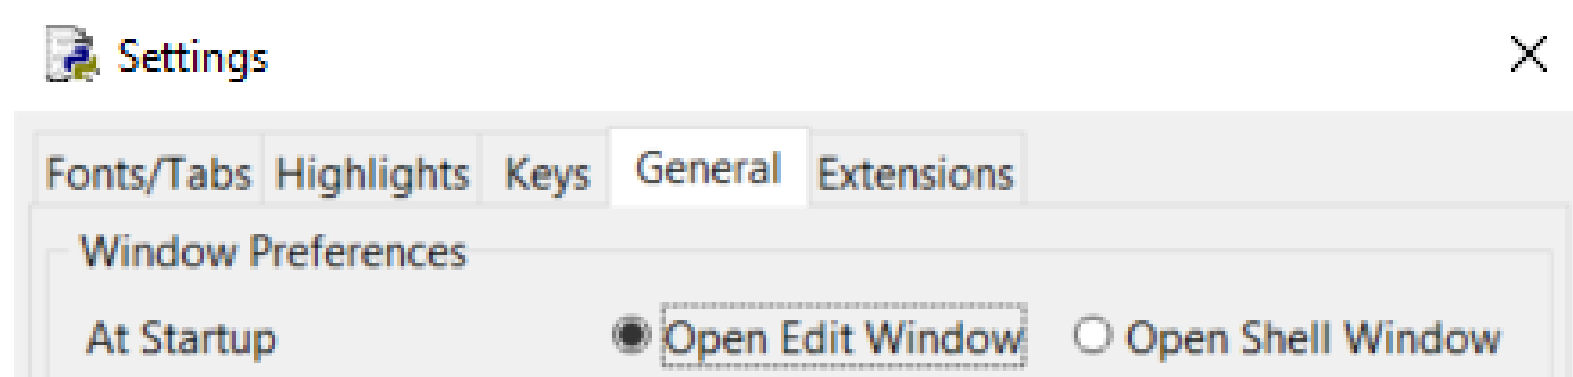 Settings
Fonts/Tabs Highlights Keys General Extensions
Window Preferences
At Startup Open Edit Window Open Shell Window